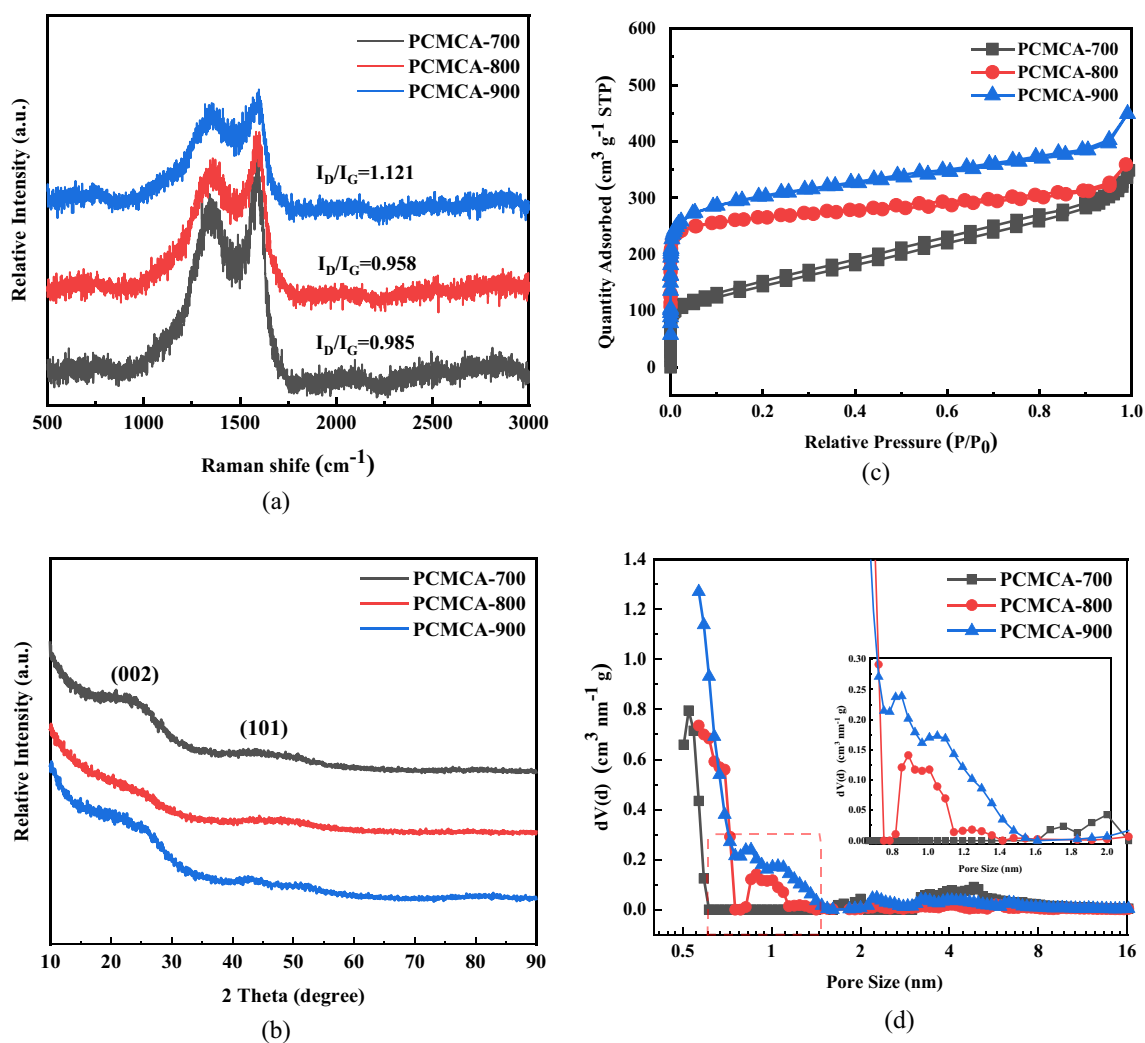 (a)
PCMCA-700
PCMCA-800
PCMCA-900
I_D/I_G=1.121
I_D/I_G=0.958
I_D/I_G=0.985
Relative Intensity (a.u.)
500 1000 1500 2000 2500 3000
Raman shife (cm⁻¹)
(a)
(c)
PCMCA-700
PCMCA-800
PCMCA-900
Quantity Adsorbed (cm³ g⁻¹ STP)
600
500
400
300
200
100
0
0.0 0.2 0.4 0.6 0.8 1.0
Relative Pressure (P/P₀)
(c)
(b)
PCMCA-700
PCMCA-800
PCMCA-900
(002)
(101)
Relative Intensity (a.u.)
10 20 30 40 50 60 70 80 90
2 Theta (degree)
(b)
(d)
PCMCA-700
PCMCA-800
PCMCA-900
dV(d) (cm³ nm⁻¹ g)
1.4
1.2
1.0
0.8
0.6
0.4
0.2
0.0
0.5 1 2 4 8 16
Pore Size (nm)
dV(d) (cm³ nm⁻¹ g)
0.30
0.25
0.20
0.15
0.10
0.05
0.00
0.8 1.0 1.2 1.4 1.6 1.8 2.0
Pore Size (nm)
(d)